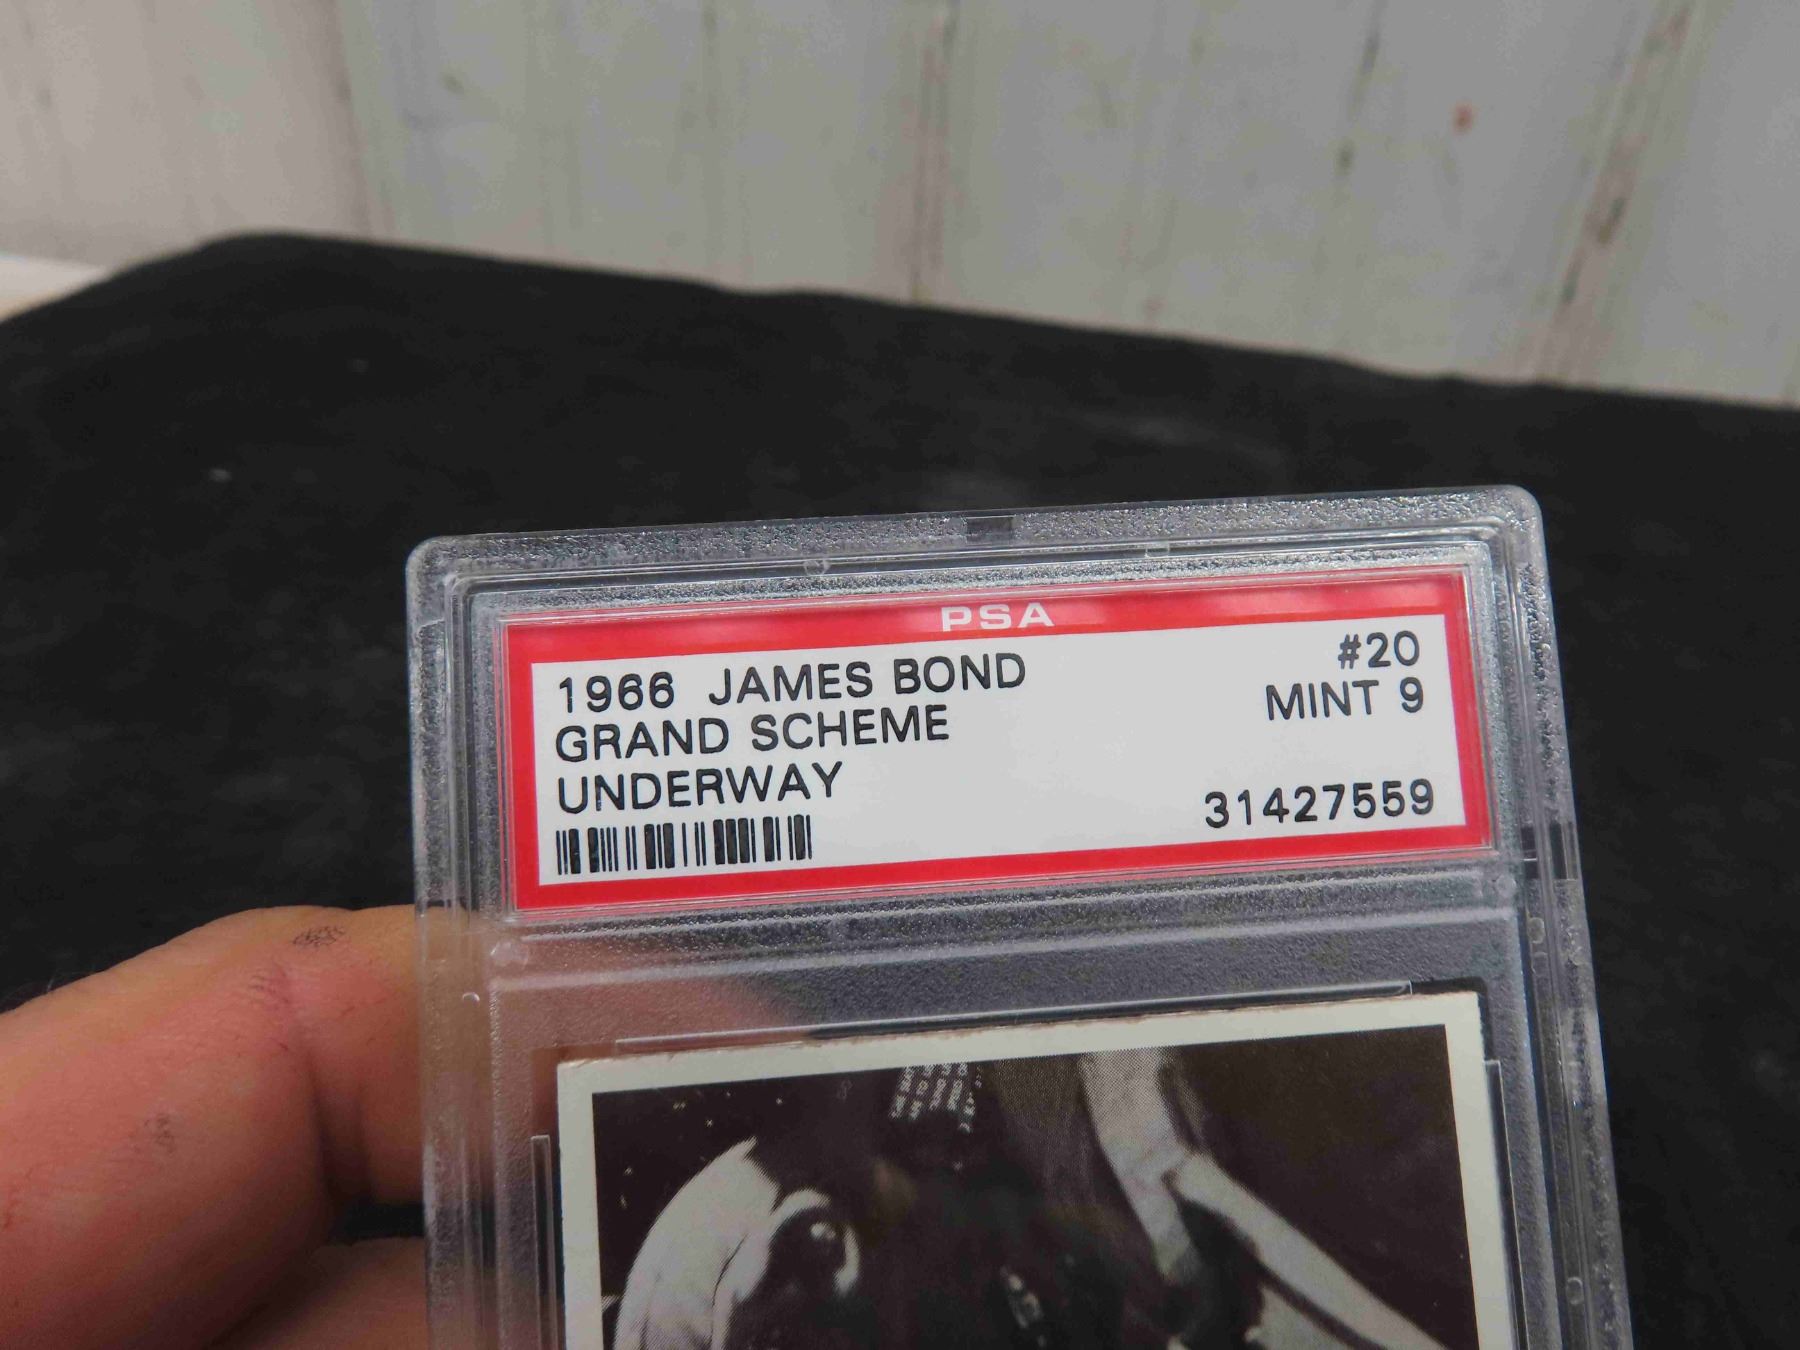 PSA
1966 JAMES BOND #20
GRAND SCHEME MINT 9
UNDERWAY
31427559